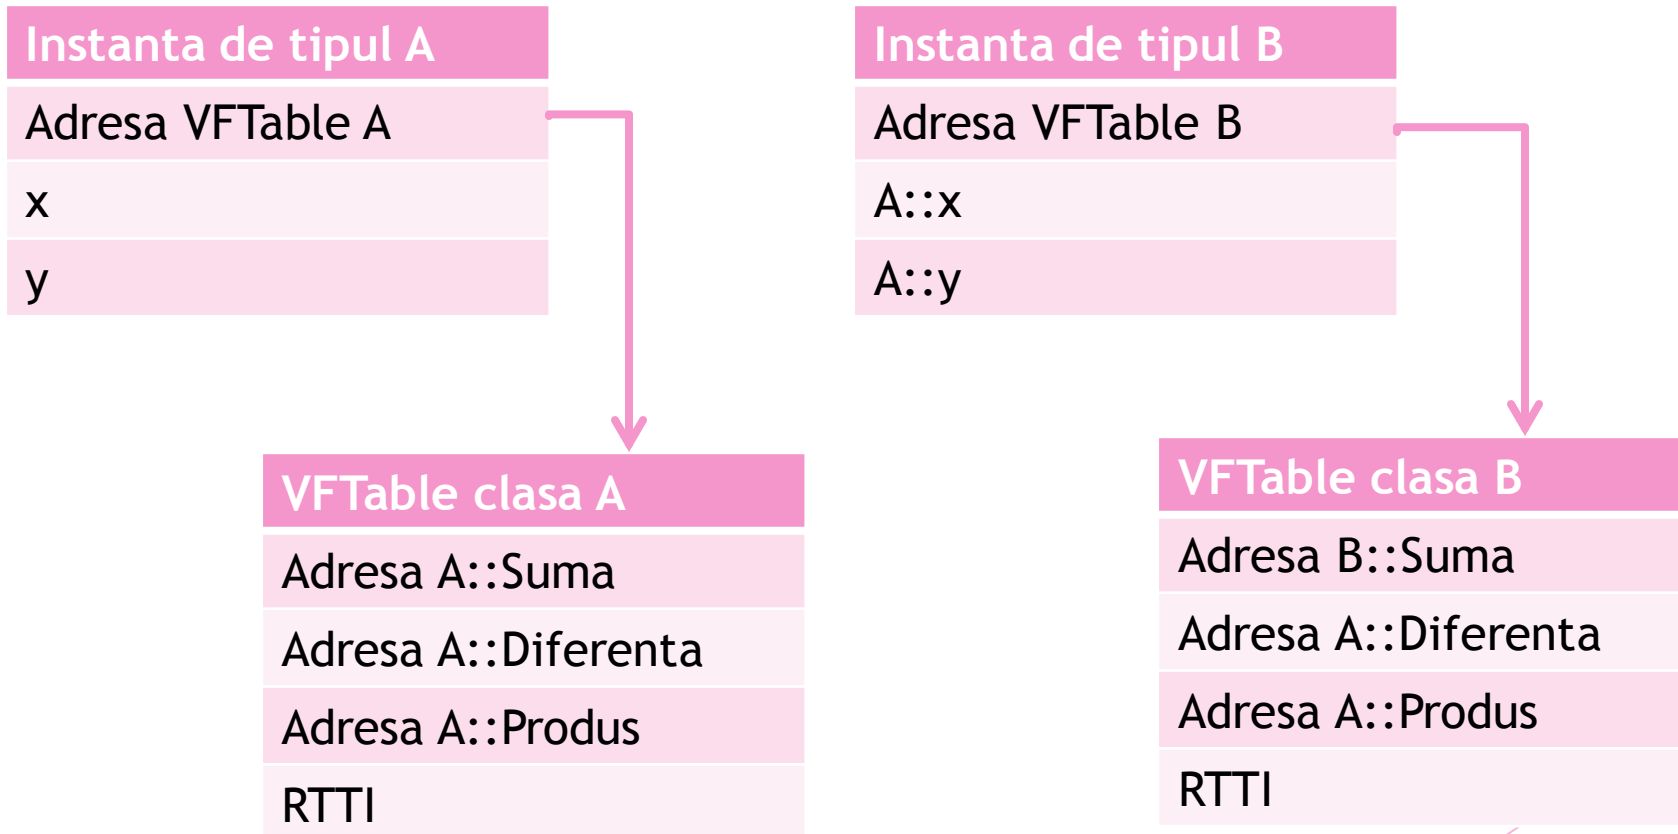 Instanta de tipul A
Adresa VFTable A
x
y
Instanta de tipul B
Adresa VFTable B
A::x
A::y
VFTable clasa A
Adresa A::Suma
Adresa A::Diferenta
Adresa A::Produs
RTTI
VFTable clasa B
Adresa B::Suma
Adresa A::Diferenta
Adresa A::Produs
RTTI